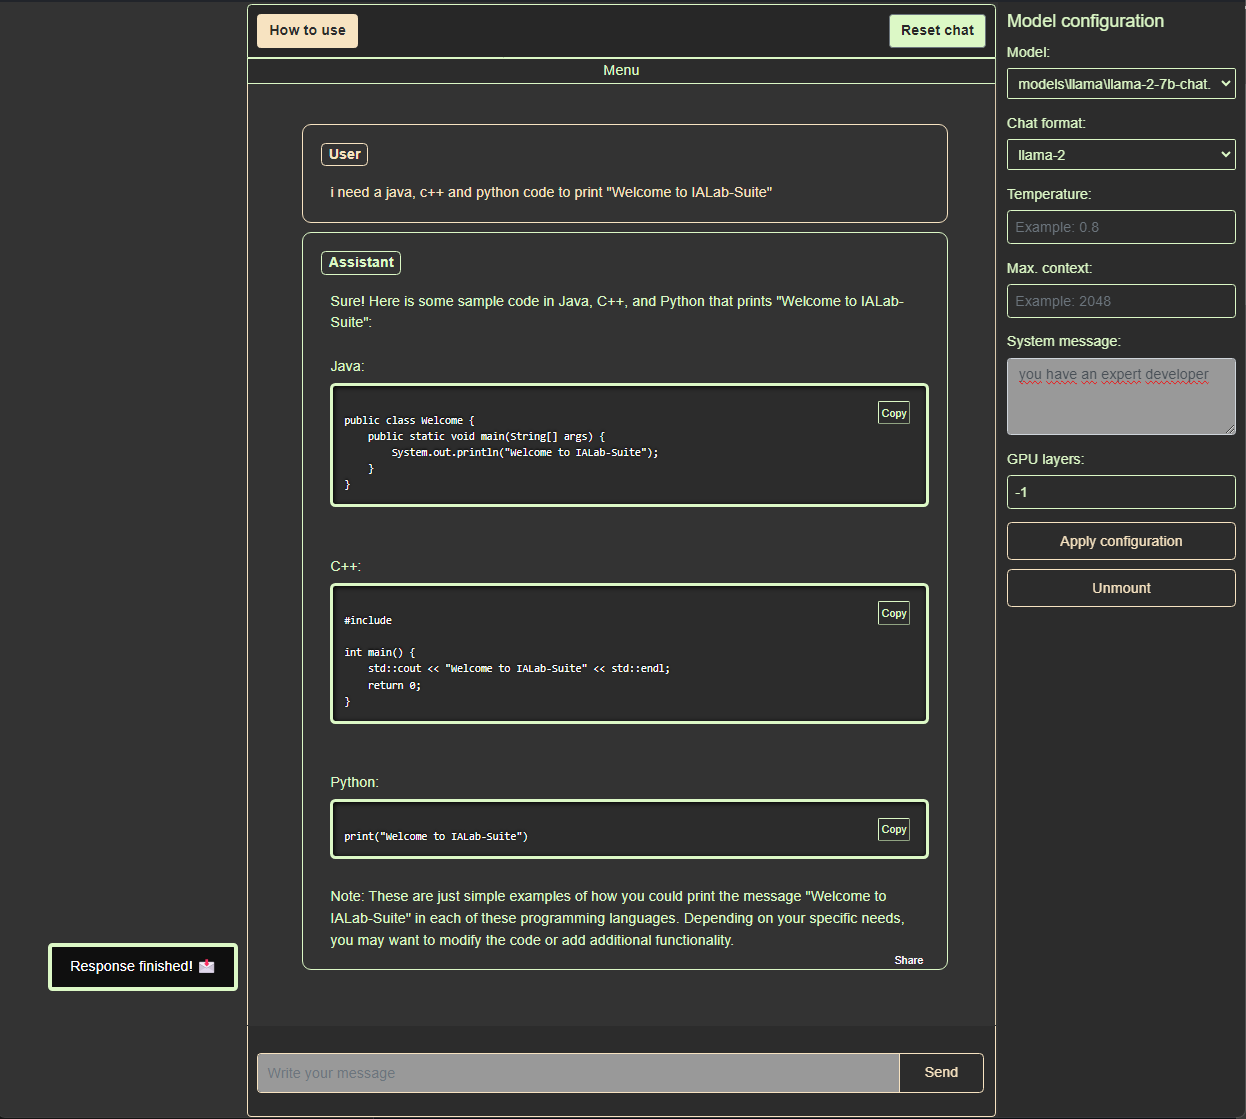 How to use
Reset chat
Menu
User
i need a java, c++ and python code to print "Welcome to IALab-Suite"
Assistant
Sure! Here is some sample code in Java, C++, and Python that prints "Welcome to IALab-
Suite":
Java:
Copy
public class Welcome {
    public static void main(String[] args) {
        System.out.println("Welcome to IALab-Suite");
    }
}
C++:
Copy
#include
int main() {
    std::cout << "Welcome to IALab-Suite" << std::endl;
    return 0;
}
Python:
Copy
print("Welcome to IALab-Suite")
Note: These are just simple examples of how you could print the message "Welcome to
IALab-Suite" in each of these programming languages. Depending on your specific needs,
you may want to modify the code or add additional functionality.
Share
Response finished!
Write your message
Send
Model configuration
Model:
models\llama\llama-2-7b-chat.
Chat format:
llama-2
Temperature:
Example: 0.8
Max. context:
Example: 2048
System message:
you have an expert developer
GPU layers:
-1
Apply configuration
Unmount